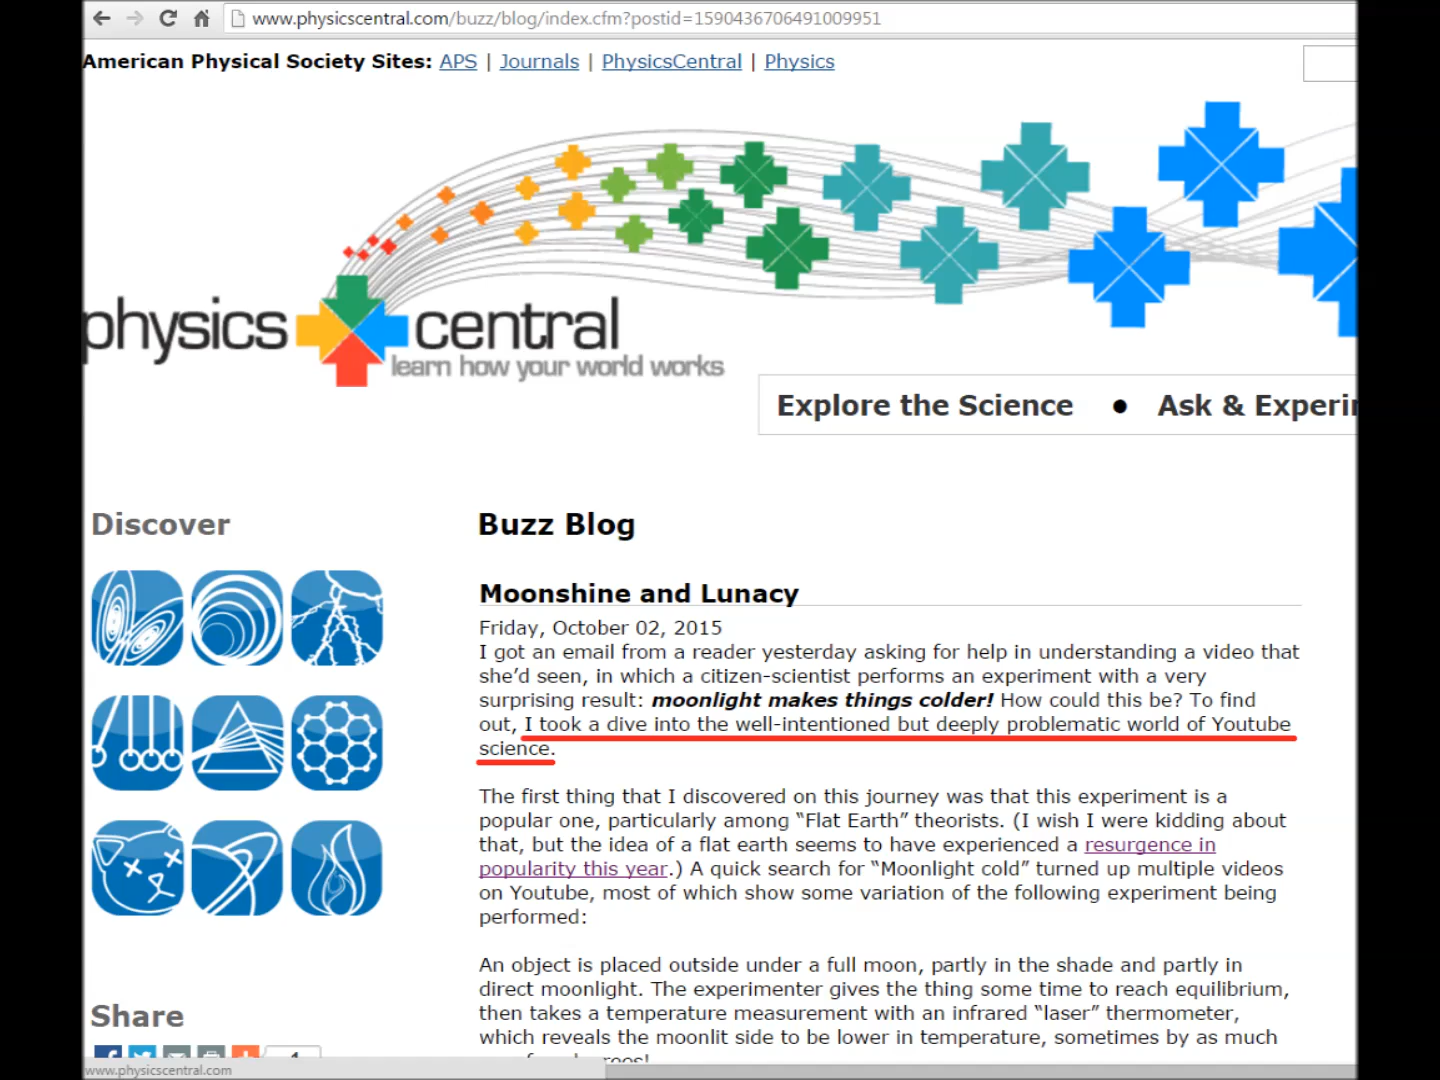 www.physicscentral.com/buzz/blog/index.cfm?postid=1590436706491009951
American Physical Society Sites: APS | Journals | PhysicsCentral | Physics
physics central
learn how your world works
Explore the Science • Ask & Experi
Discover
Buzz Blog
Moonshine and Lunacy
Friday, October 02, 2015
I got an email from a reader yesterday asking for help in understanding a video that
she'd seen, in which a citizen-scientist performs an experiment with a very
surprising result: moonlight makes things colder! How could this be? To find
out, I took a dive into the well-intentioned but deeply problematic world of Youtube
science.
The first thing that I discovered on this journey was that this experiment is a
popular one, particularly among “Flat Earth” theorists. (I wish I were kidding about
that, but the idea of a flat earth seems to have experienced a resurgence in
popularity this year.) A quick search for “Moonlight cold” turned up multiple videos
on Youtube, most of which show some variation of the following experiment being
performed:
An object is placed outside under a full moon, partly in the shade and partly in
direct moonlight. The experimenter gives the thing some time to reach equilibrium,
then takes a temperature measurement with an infrared “laser” thermometer,
which reveals the moonlit side to be lower in temperature, sometimes by as much
Share
www.physicscentral.com